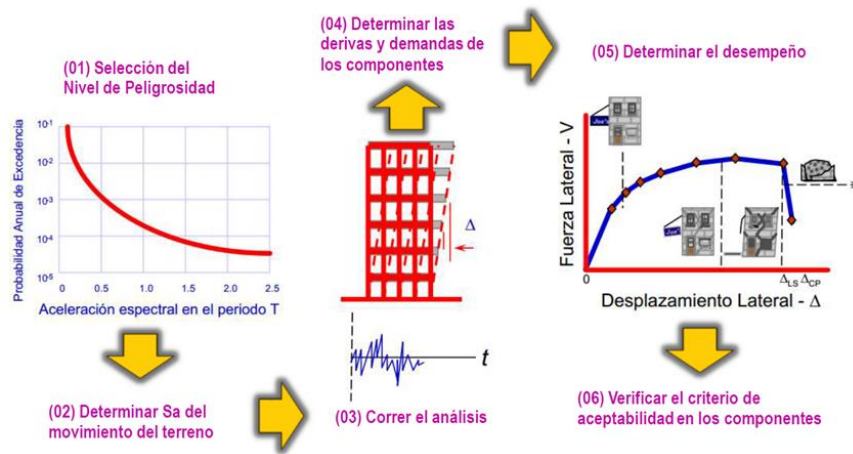 (01) Selección del
Nivel de Peligrosidad
Probabilidad Anual de Excedencia
10-1
10-2
10-3
10-4
10-5
0 0.5 1.0 1.5 2.0 2.5
Aceleración espectral en el periodo T
(02) Determinar Sa del
movimiento del terreno
(04) Determinar las
derivas y demandas de
los componentes
Δ
t
(03) Correr el análisis
(05) Determinar el desempeño
Fuerza Lateral - V
Joe's
Joe's
0
ΔLS ΔCP
Desplazamiento Lateral - Δ
(06) Verificar el criterio de
aceptabilidad en los componentes